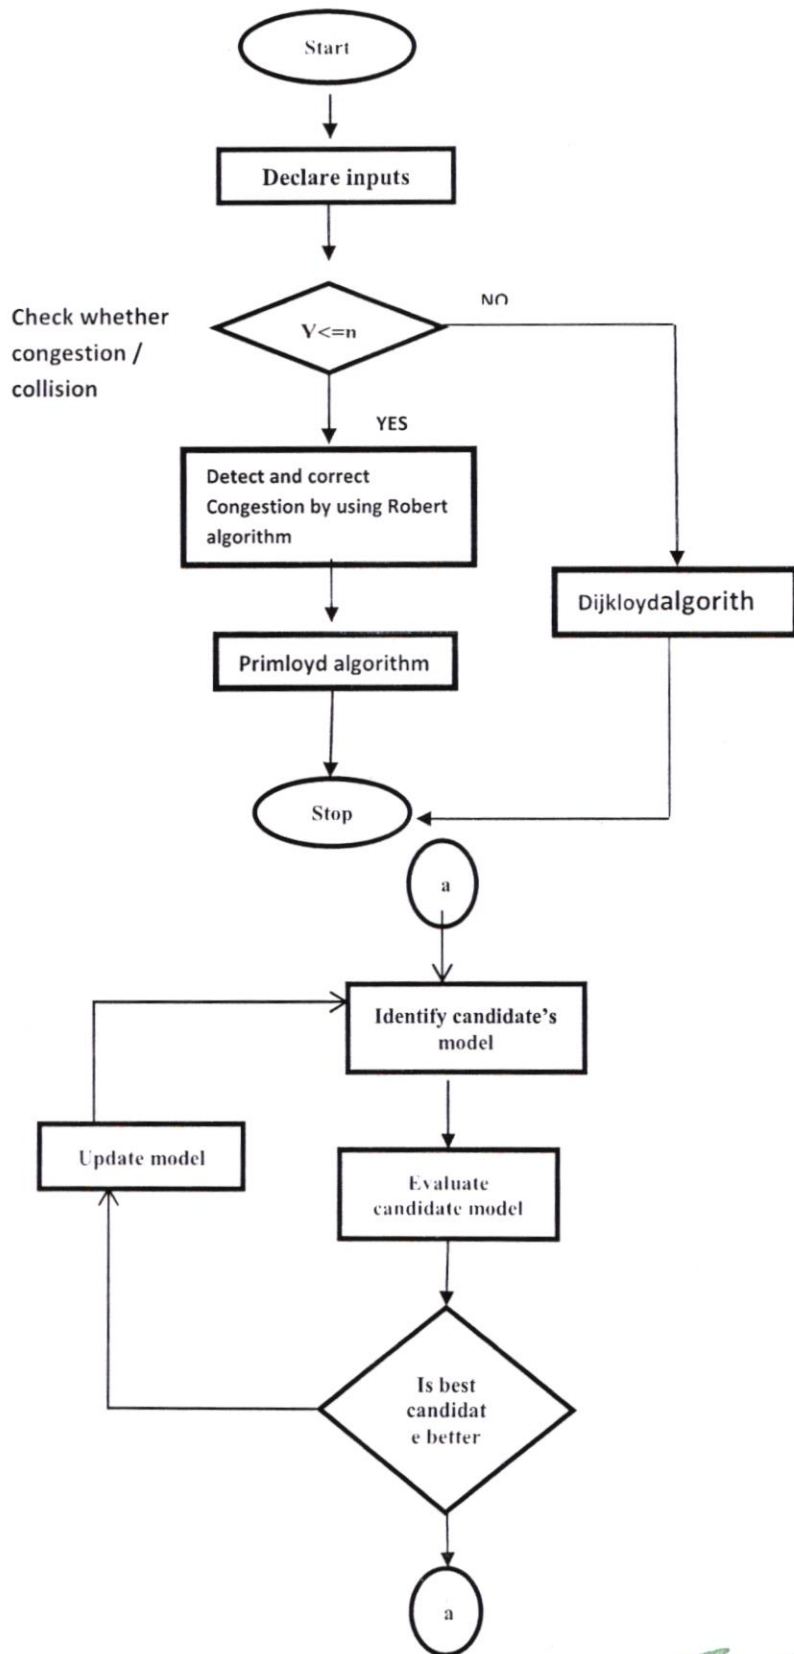 Start
Declare inputs
NO
Check whether
congestion /
collision
V<=n
YES
Detect and correct
Congestion by using Robert
algorithm
Dijkloydalgorith
Primloyd algorithm
Stop
a
Identify candidate's
model
Update model
Evaluate
candidate model
Is best
candidat
e better
a